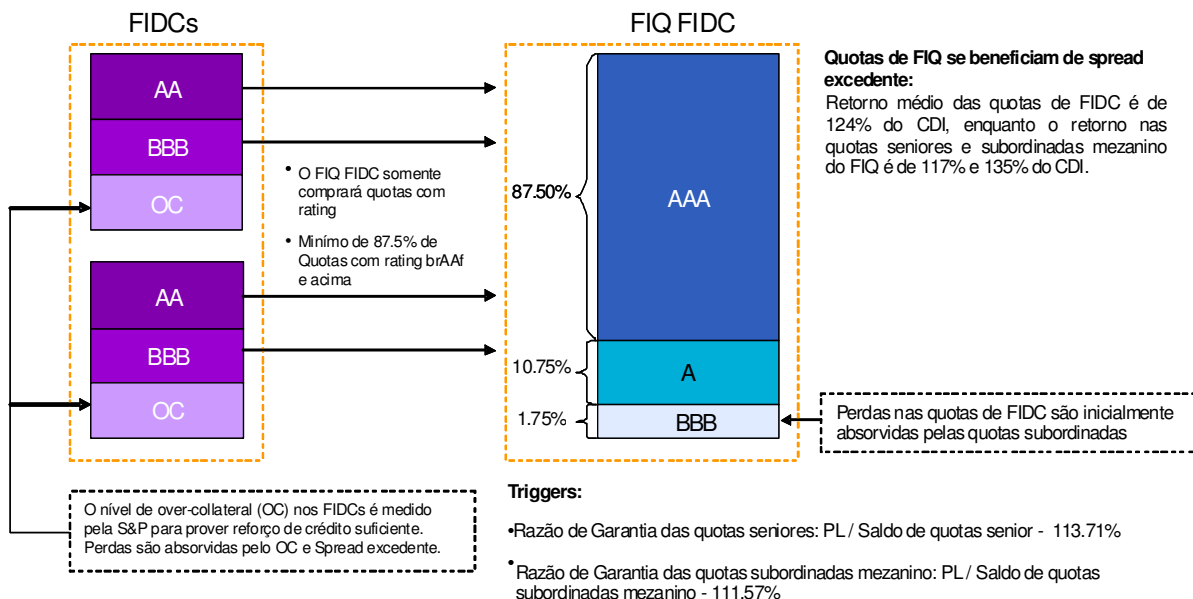 FIDCs
FIQ FIDC
AA
BBB
OC
AA
BBB
OC
• O FIQ FIDC somente
comprará quotas com
rating
• Minímo de 87.5% de
Quotas com rating brAAf
e acima
87.50%
10.75%
1.75%
AAA
A
BBB
Quotas de FIQ se beneficiam de spread
excedente:
Retorno médio das quotas de FIDC é de
124% do CDI, enquanto o retorno nas
quotas seniores e subordinadas mezanino
do FIQ é de 117% e 135% do CDI.
Perdas nas quotas de FIDC são inicialmente
absorvidas pelas quotas subordinadas
O nível de over-collateral (OC) nos FIDCs é medido
pela S&P para prover reforço de crédito suficiente.
Perdas são absorvidas pelo OC e Spread excedente.
Triggers:
•Razão de Garantia das quotas seniores: PL / Saldo de quotas senior - 113.71%
•Razão de Garantia das quotas subordinadas mezanino: PL / Saldo de quotas
subordinadas mezanino - 111.57%